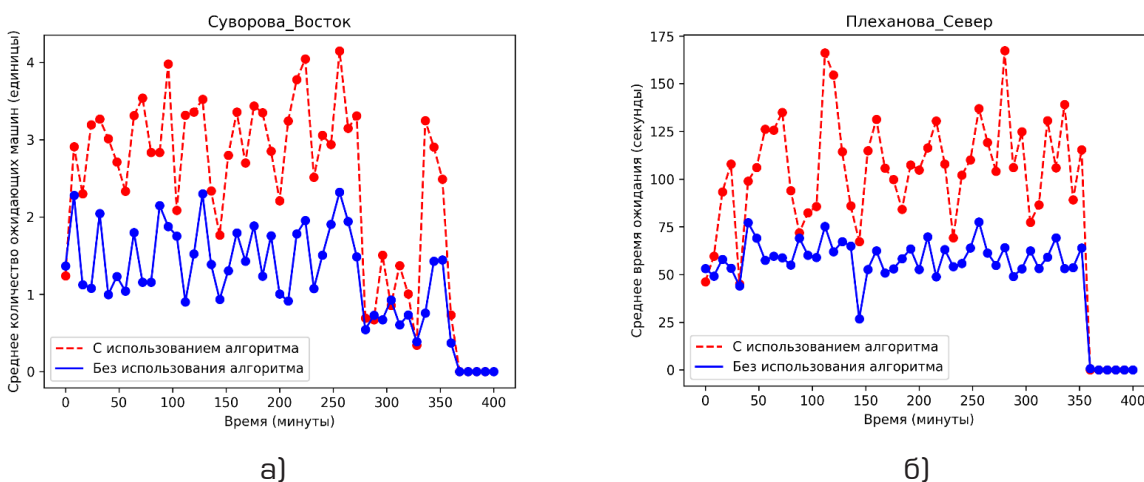 Суворова_Восток
Среднее количество ожидающих машин (единицы)
4
3
2
1
0
С использованием алгоритма
Без использования алгоритма
0 50 100 150 200 250 300 350 400
Время (минуты)
а)
Плеханова_Север
Среднее время ожидания (секунды)
175
150
125
100
75
50
25
0
С использованием алгоритма
Без использования алгоритма
0 50 100 150 200 250 300 350 400
Время (минуты)
б)